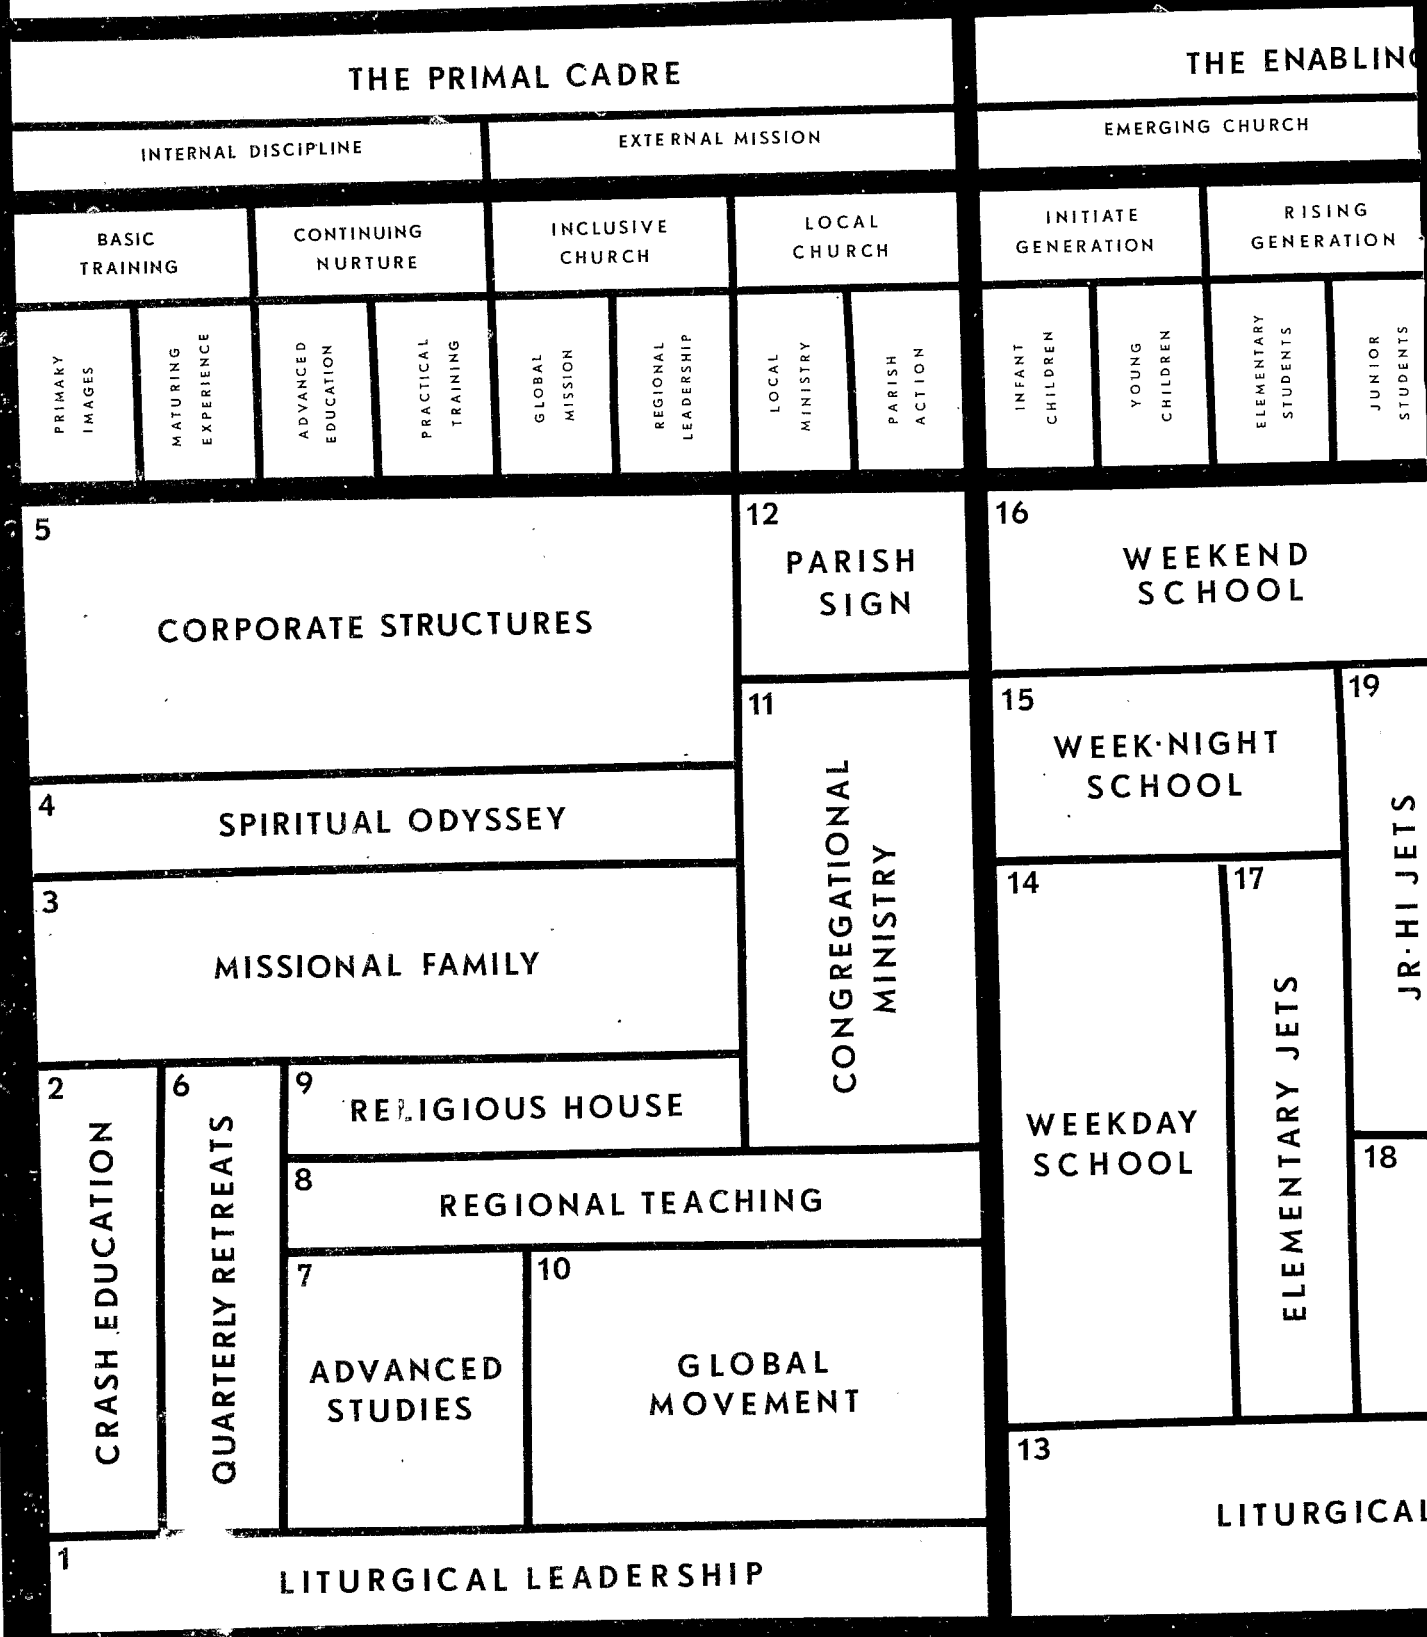 THE PRIMAL CADRE
INTERNAL DISCIPLINE
EXTERNAL MISSION
BASIC
TRAINING
CONTINUING
NURTURE
INCLUSIVE
CHURCH
LOCAL
CHURCH
PRIMARY
IMAGES
MATURING
EXPERIENCE
ADVANCED
EDUCATION
PRACTICAL
TRAINING
GLOBAL
MISSION
REGIONAL
LEADERSHIP
LOCAL
MINISTRY
PARISH
ACTION
5
CORPORATE STRUCTURES
12
PARISH
SIGN
4
SPIRITUAL ODYSSEY
11
CONGREGATIONAL
MINISTRY
3
MISSIONAL FAMILY
2
CRASH EDUCATION
6
QUARTERLY RETREATS
9
RELIGIOUS HOUSE
8
REGIONAL TEACHING
7
ADVANCED
STUDIES
10
GLOBAL
MOVEMENT
1
LITURGICAL LEADERSHIP
THE ENABLING
EMERGING CHURCH
INITIATE
GENERATION
RISING
GENERATION
INFANT
CHILDREN
YOUNG
CHILDREN
ELEMENTARY
STUDENTS
JUNIOR
STUDENTS
16
WEEKEND
SCHOOL
15
WEEK·NIGHT
SCHOOL
19
JR·HI JETS
14
WEEKDAY
SCHOOL
17
ELEMENTARY JETS
18
13
LITURGICAL